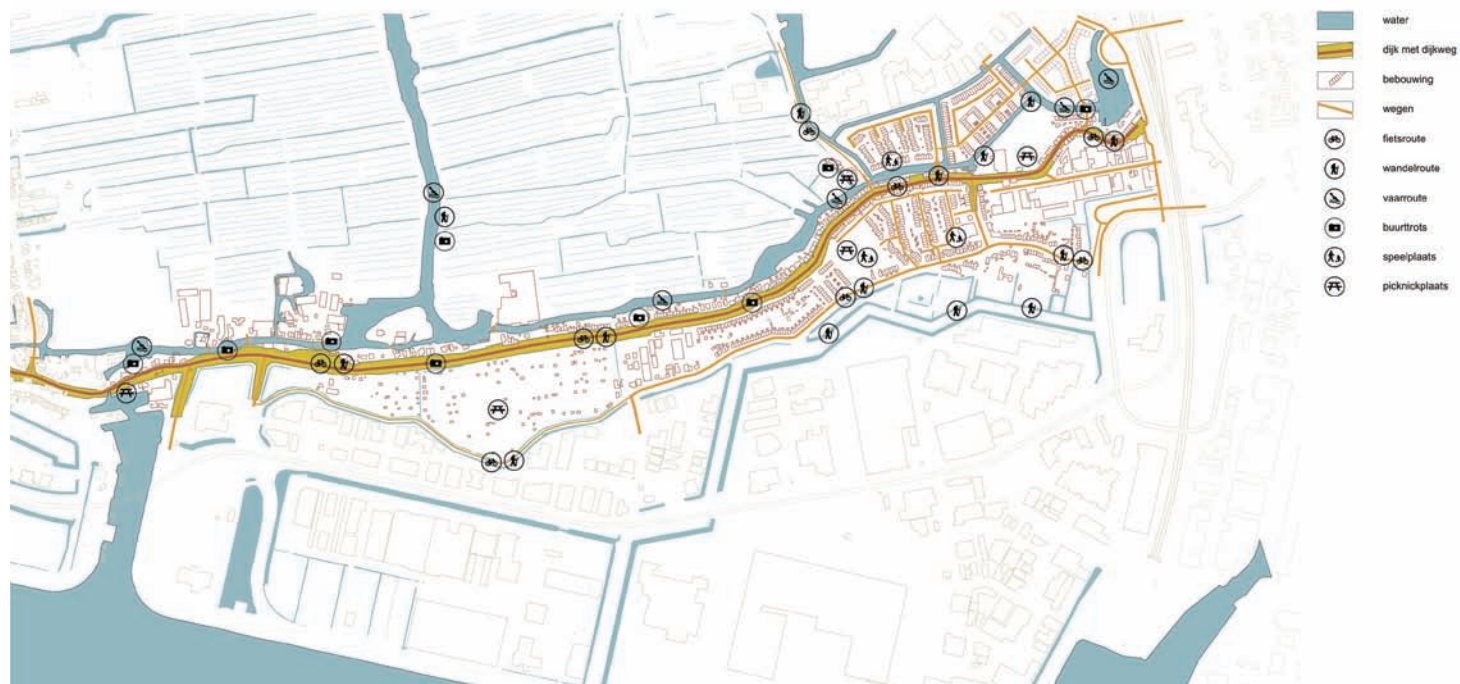 water
dijk met dijkweg
bebouwing
wegen
fietsroute
wandelroute
vaarroute
buurttrots
speelplaats
picknickplaats